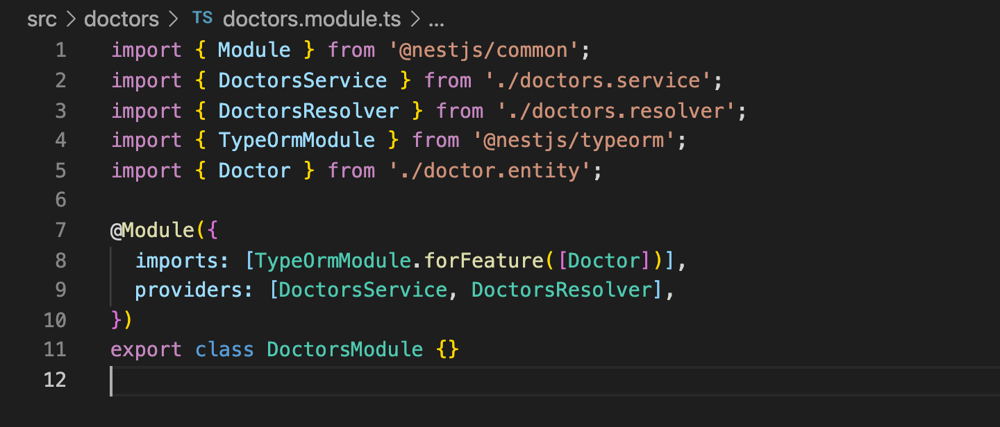 src > doctors > TS doctors.module.ts > ...
1 import { Module } from '@nestjs/common';
2 import { DoctorsService } from './doctors.service';
3 import { DoctorsResolver } from './doctors.resolver';
4 import { TypeOrmModule } from '@nestjs/typeorm';
5 import { Doctor } from './doctor.entity';
6
7 @Module({
8   imports: [TypeOrmModule.forFeature([Doctor])],
9   providers: [DoctorsService, DoctorsResolver],
10 })
11 export class DoctorsModule {}
12